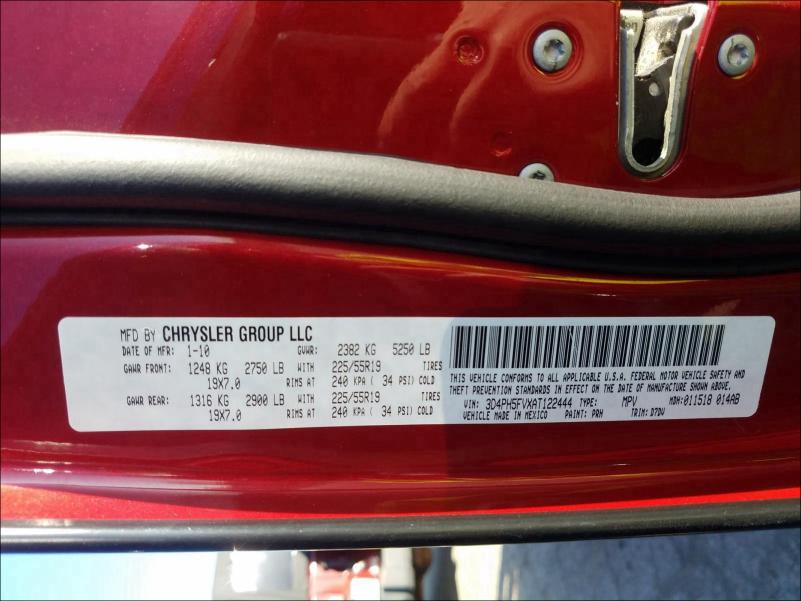 MFD BY CHRYSLER GROUP LLC
DATE OF MFR: 1-10 GVWR: 2382 KG 5250 LB
GAWR FRONT: 1248 KG 2750 LB WITH 225/55R19 TIRES
19X7.0 RIMS AT 240 KPA ( 34 PSI) COLD
GAWR REAR: 1316 KG 2900 LB WITH 225/55R19 TIRES
19X7.0 RIMS AT 240 KPA ( 34 PSI) COLD
THIS VEHICLE CONFORMS TO ALL APPLICABLE U.S.A. FEDERAL MOTOR VEHICLE SAFETY AND
THEFT PREVENTION STANDARDS IN EFFECT ON THE DATE OF MANUFACTURE SHOWN ABOVE.
VIN: 3D4PH5FVXAT122444 TYPE: MPV MDH:011518 014AB
VEHICLE MADE IN MEXICO PAINT: PRH TRIM: D7DV